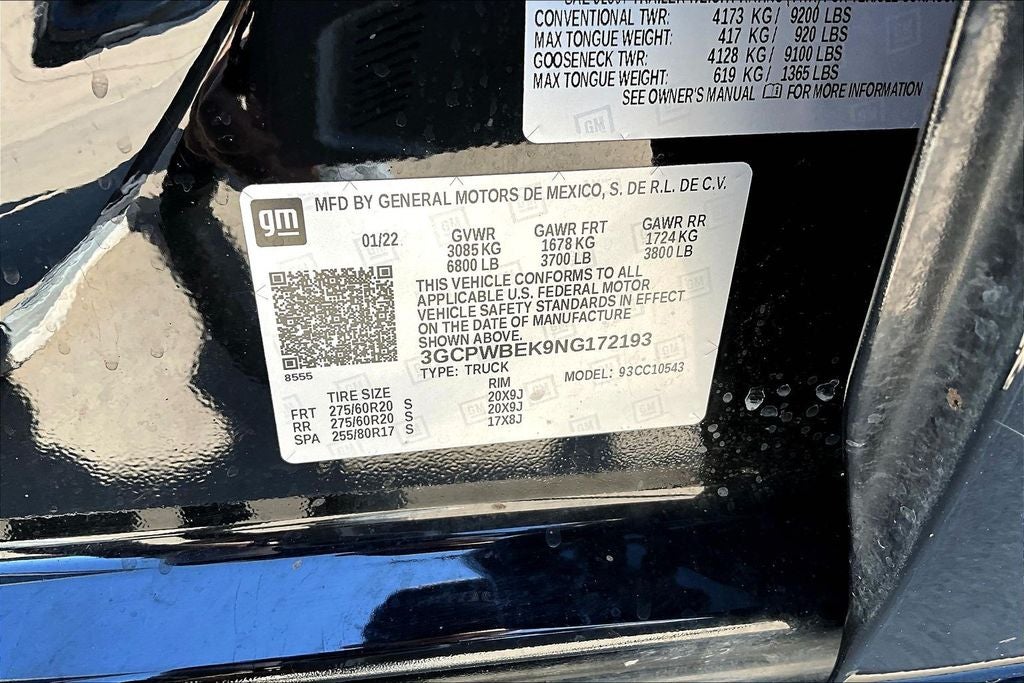 CONVENTIONAL TWR: 4173 KG/ 9200 LBS
MAX TONGUE WEIGHT: 417 KG/ 920 LBS
GOOSENECK TWR: 4128 KG/ 9100 LBS
MAX TONGUE WEIGHT: 619 KG/ 1365 LBS
SEE OWNER'S MANUAL FOR MORE INFORMATION
GM
gm
MFD BY GENERAL MOTORS DE MEXICO, S. DE R.L. DE C.V.
01/22
GVWR GAWR FRT GAWR RR
3085 KG 1678 KG 1724 KG
6800 LB 3700 LB 3800 LB
THIS VEHICLE CONFORMS TO ALL
APPLICABLE U.S. FEDERAL MOTOR
VEHICLE SAFETY STANDARDS IN EFFECT
ON THE DATE OF MANUFACTURE
SHOWN ABOVE.
3GCPWBEK9NG172193
TYPE: TRUCK MODEL: 93CC10543
8555
TIRE SIZE RIM
FRT 275/60R20 S 20X9J
RR 275/60R20 S 20X9J
SPA 255/80R17 S 17X8J